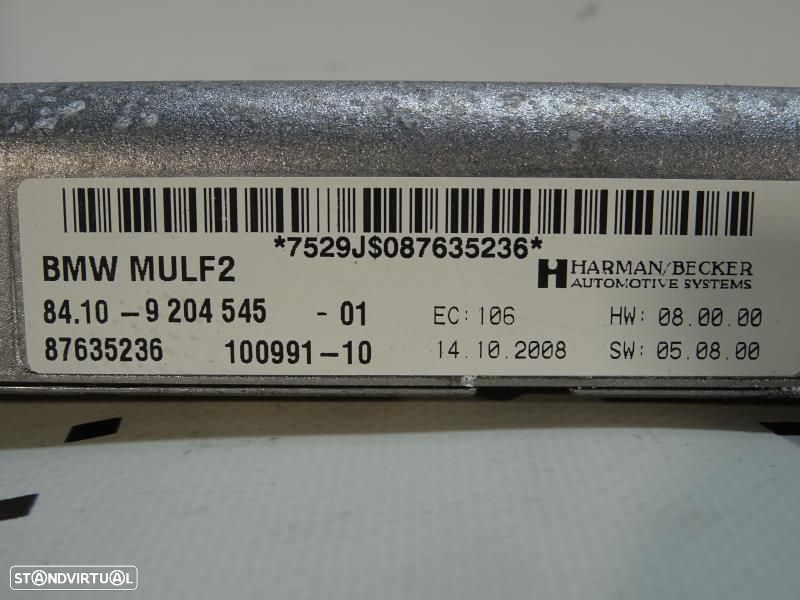 *7529J$087635236*
BMW MULF2
HARMAN/BECKER
AUTOMOTIVE SYSTEMS
84.10 - 9 204 545 - 01 EC: 106 HW: 08.00.00
87635236 100991-10 14.10.2008 SW: 05.08.00
STANDVIRTUAL